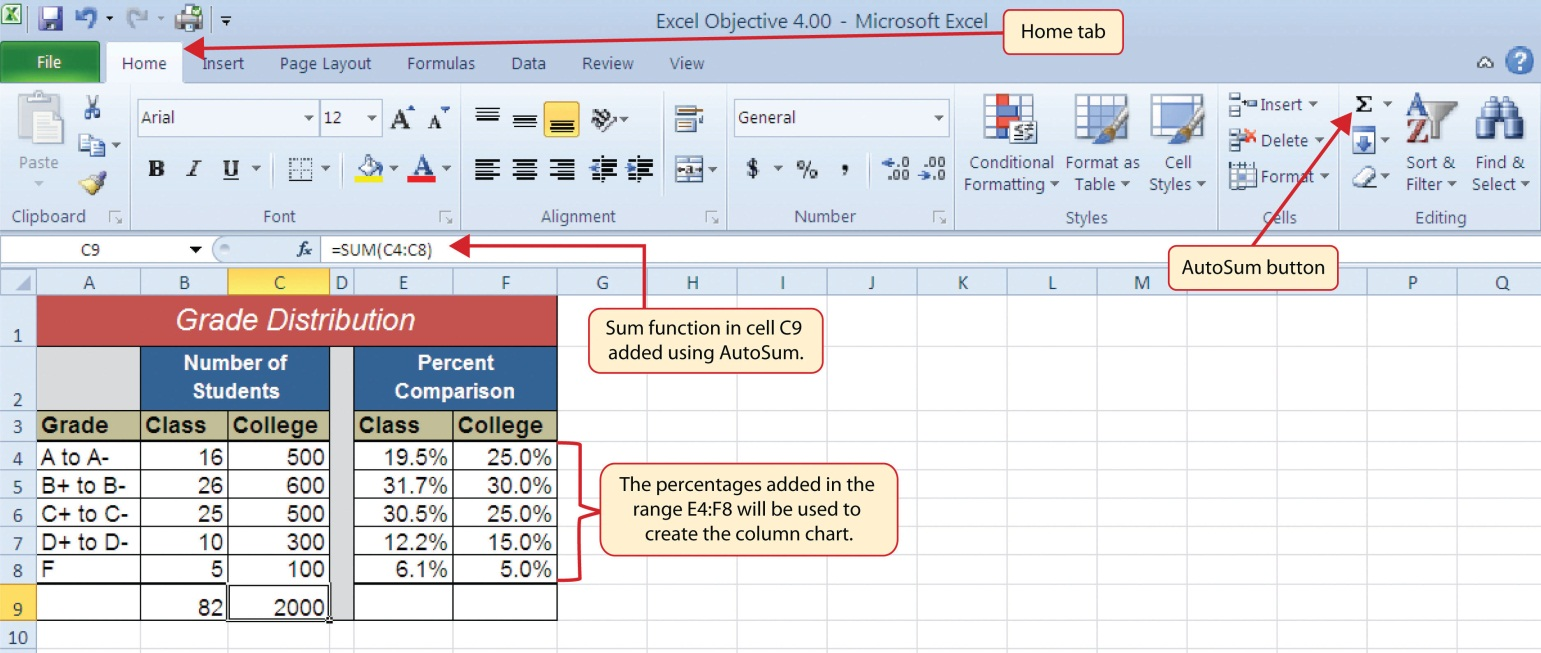 Excel Objective 4.00 - Microsoft Excel
Home tab
File Home Insert Page Layout Formulas Data Review View
Arial 12 General
Paste
B I U $ % , .0 .00 .00 .0
Conditional Formatting
Format as Table
Cell Styles
Insert
Delete
Format
Σ
Sort & Filter
Find & Select
Clipboard Font Alignment Number Styles Cells Editing
C9 fx =SUM(C4:C8)
AutoSum button
A B C D E F G H I J K L M P Q
Sum function in cell C9
added using AutoSum.
1 Grade Distribution
2 Number of Students Percent Comparison
3 Grade Class College Class College
4 A to A- 16 500 19.5% 25.0%
5 B+ to B- 26 600 31.7% 30.0%
6 C+ to C- 25 500 30.5% 25.0%
7 D+ to D- 10 300 12.2% 15.0%
8 F 5 100 6.1% 5.0%
9 82 2000
10
The percentages added in the
range E4:F8 will be used to
create the column chart.